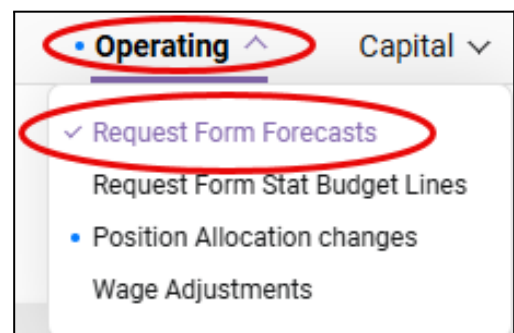 Operating Capital
Request Form Forecasts
Request Form Stat Budget Lines
Position Allocation changes
Wage Adjustments